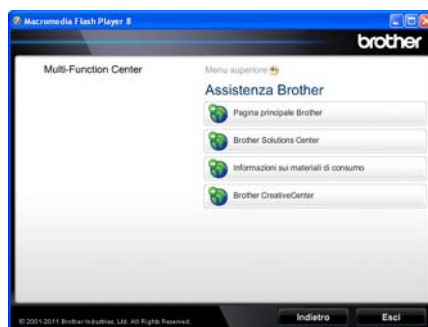 Macromedia Flash Player 8
brother
Multi-Function Center
Menu superiore
Assistenza Brother
Pagina principale Brother
Brother Solutions Center
Informazioni sui materiali di consumo
Brother CreativeCenter
© 2001-2011 Brother Industries, Ltd. All Rights Reserved.
Indietro
Esci